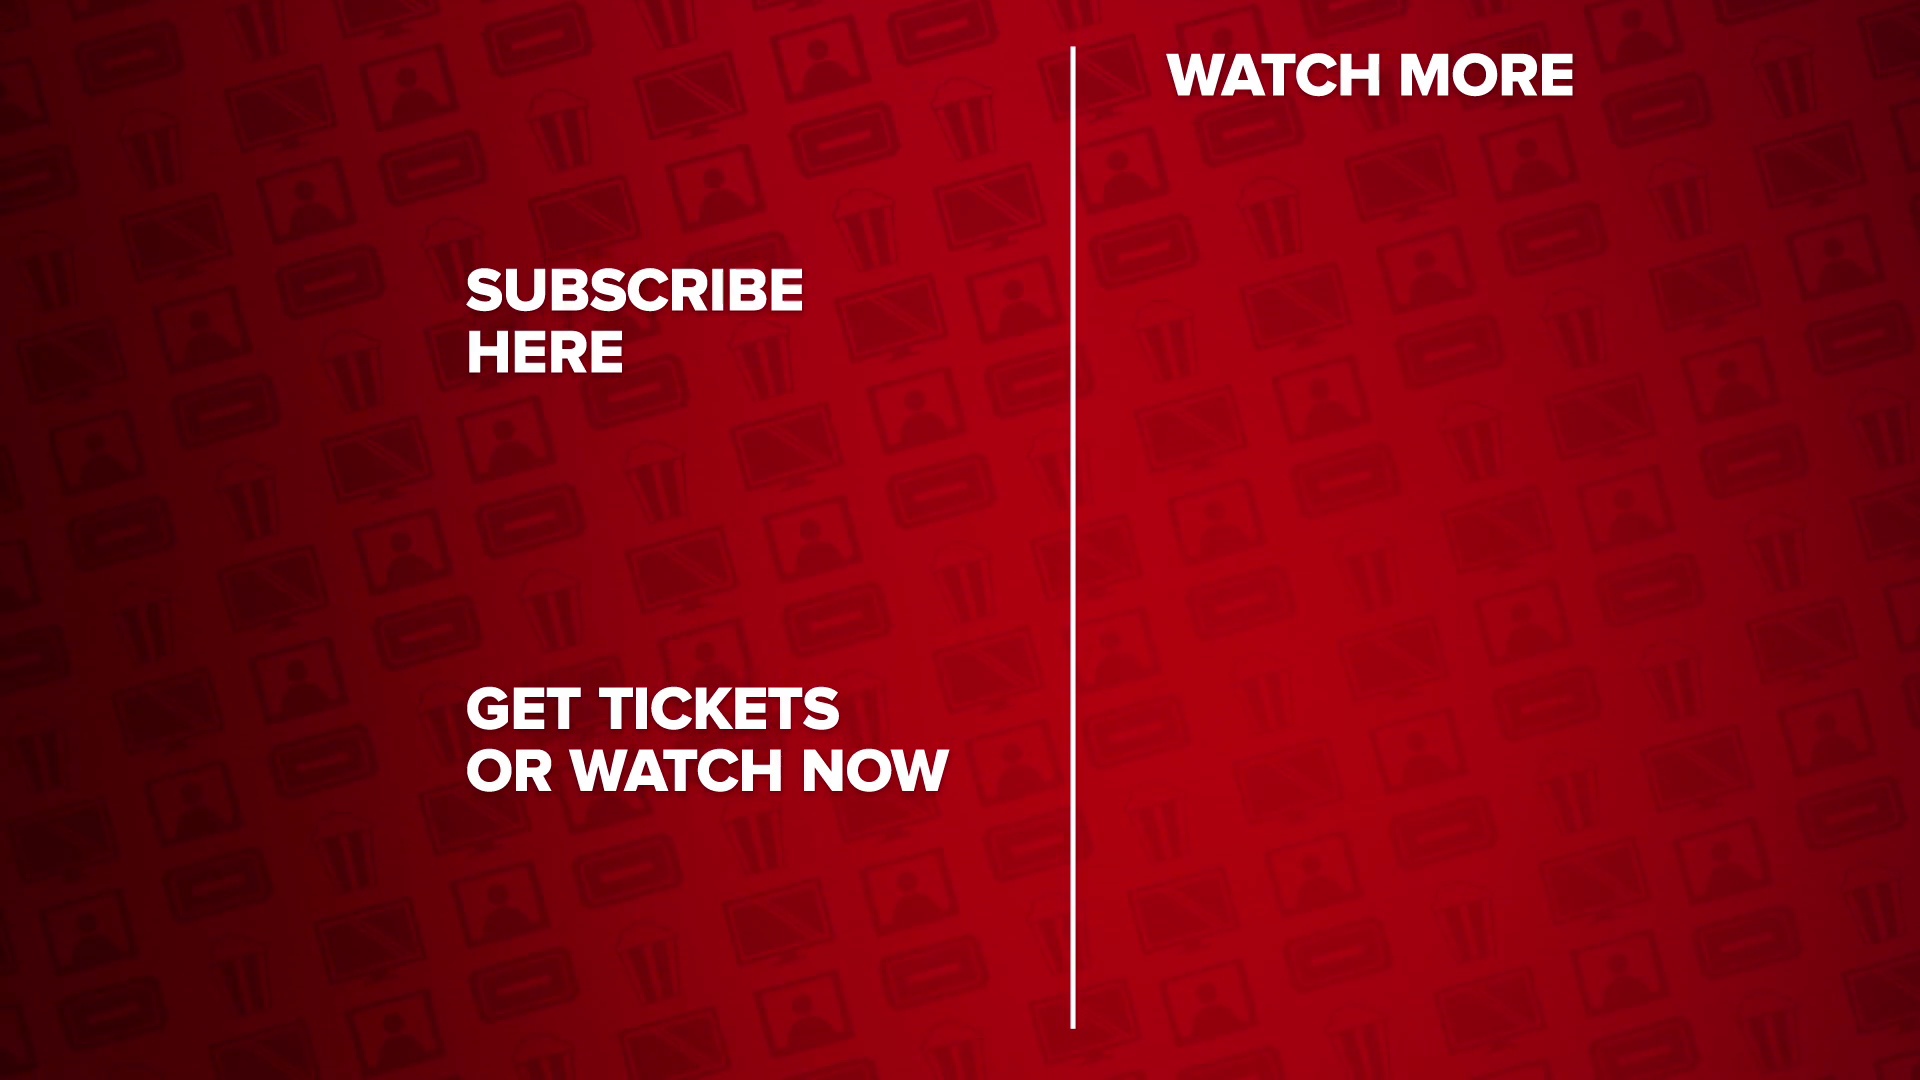 SUBSCRIBE
HERE
GET TICKETS
OR WATCH NOW
WATCH MORE